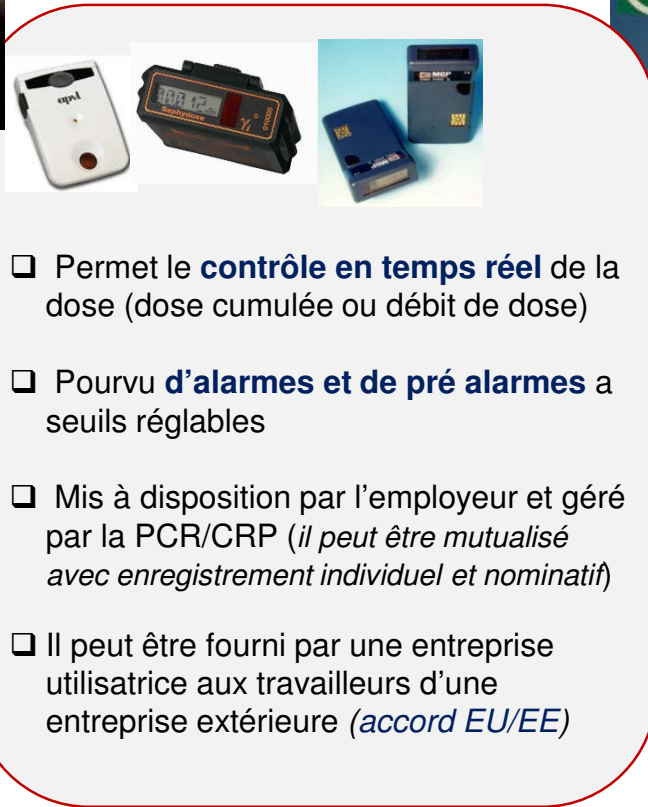 Saphydose
MGP
❑ Permet le contrôle en temps réel de la
dose (dose cumulée ou débit de dose)
❑ Pourvu d’alarmes et de pré alarmes a
seuils réglables
❑ Mis à disposition par l’employeur et géré
par la PCR/CRP (il peut être mutualisé
avec enregistrement individuel et nominatif)
❑ Il peut être fourni par une entreprise
utilisatrice aux travailleurs d’une
entreprise extérieure (accord EU/EE)